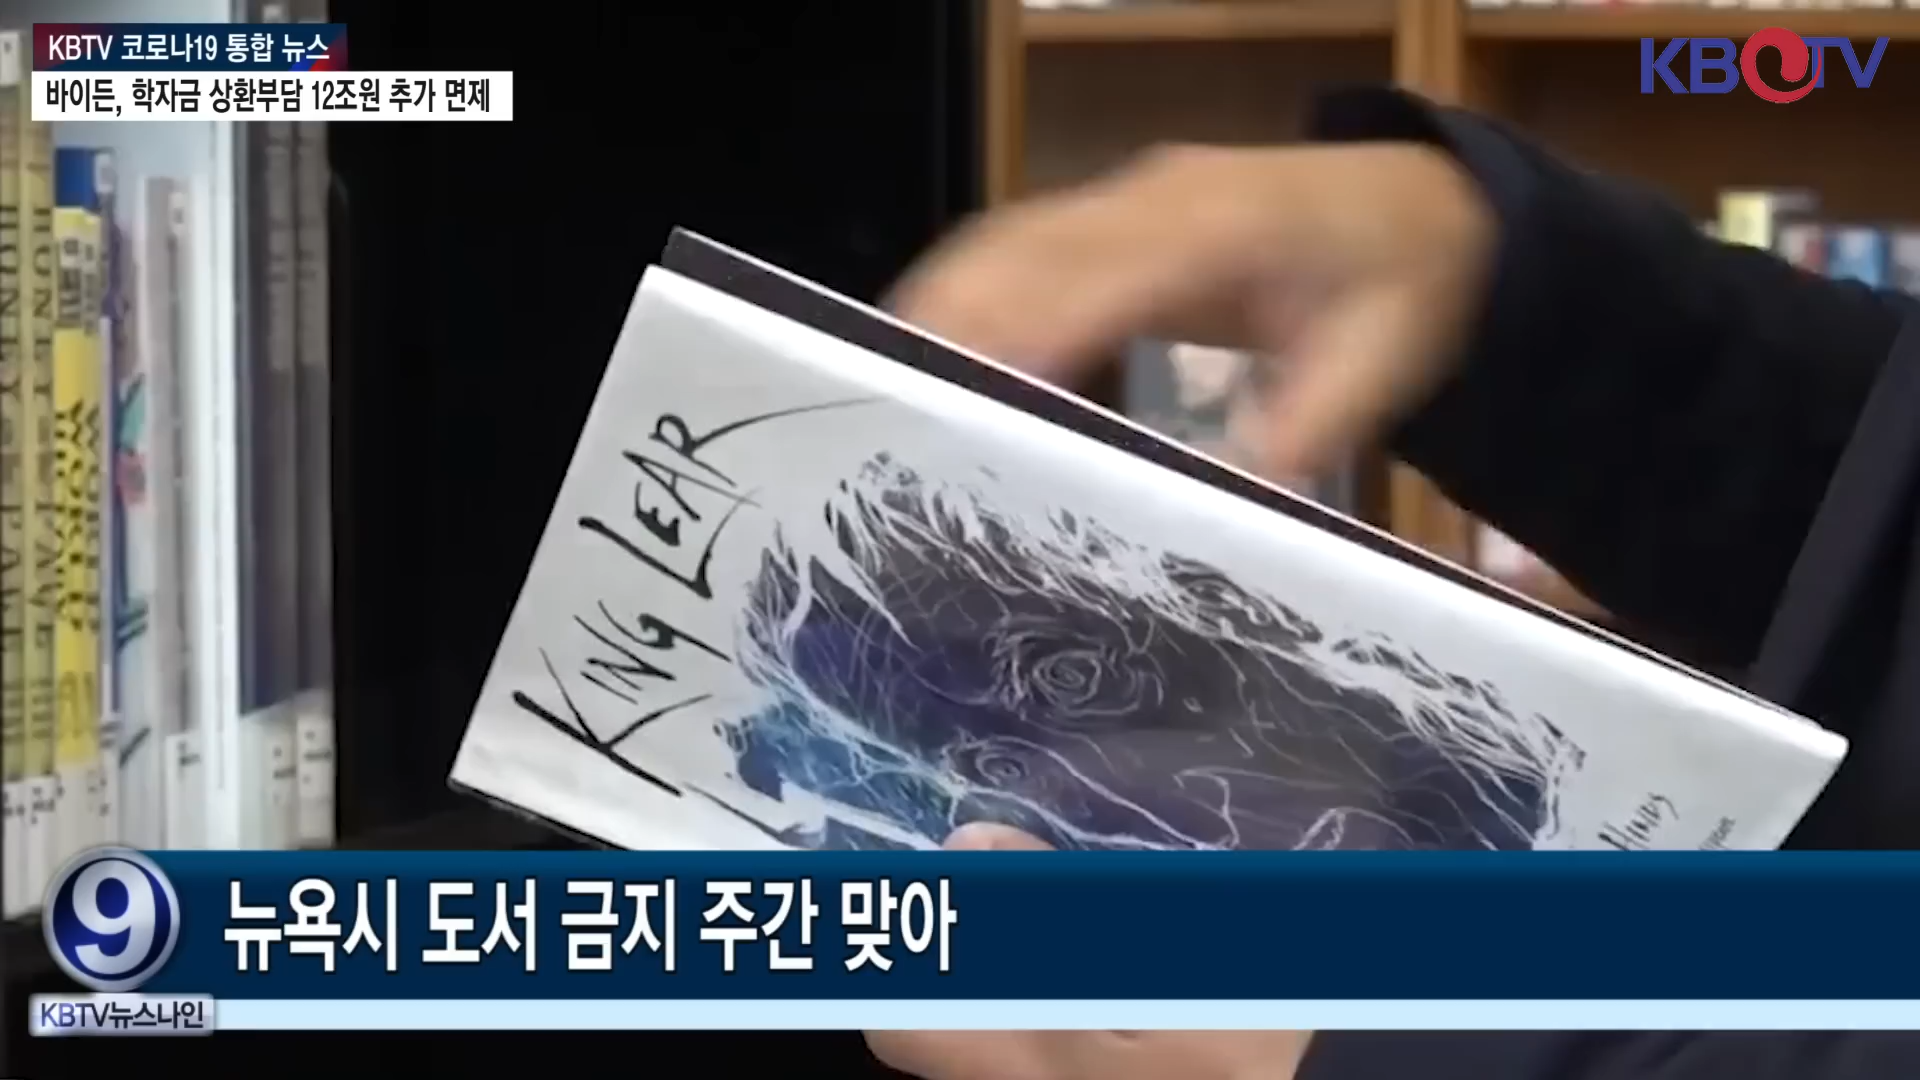 KBTV 코로나19 통합 뉴스
바이든, 학자금 상환부담 12조원 추가 면제
KBTV
KING LEAR
HINDS
9
뉴욕시 도서 금지 주간 맞아
KBTV뉴스나인